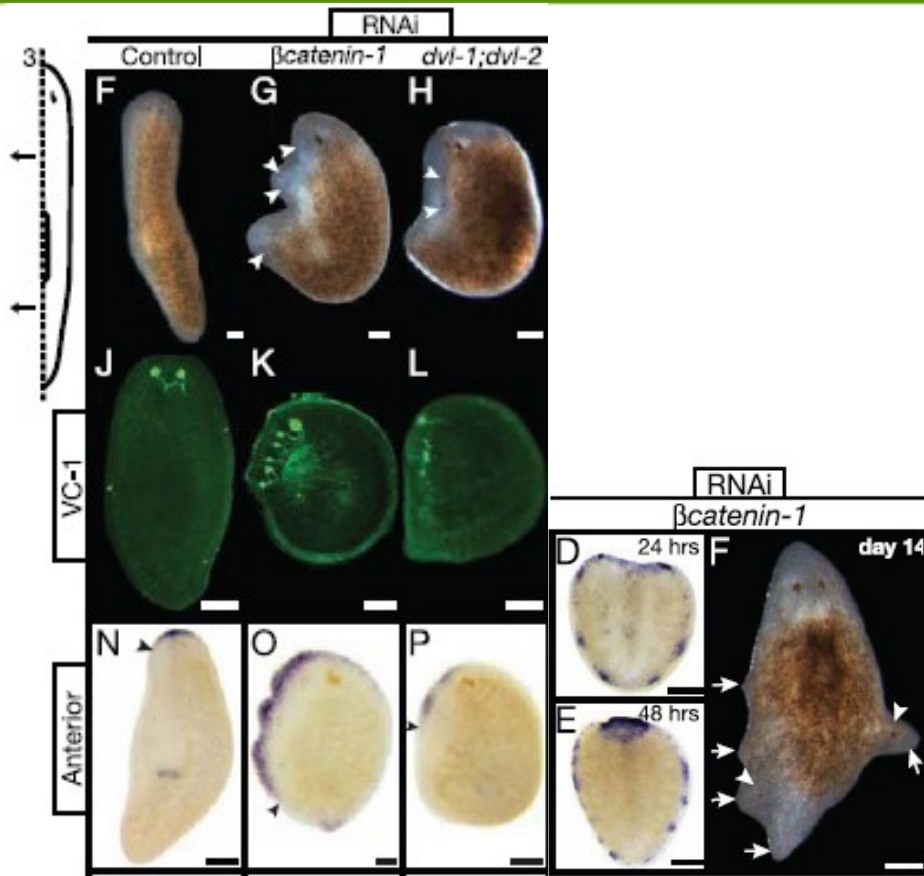 RNAi
Control βcatenin-1 dvl-1;dvl-2
3
F G H
J K L
VC-1
N O P
Anterior
RNAi
βcatenin-1
D 24 hrs
F day 14
E 48 hrs